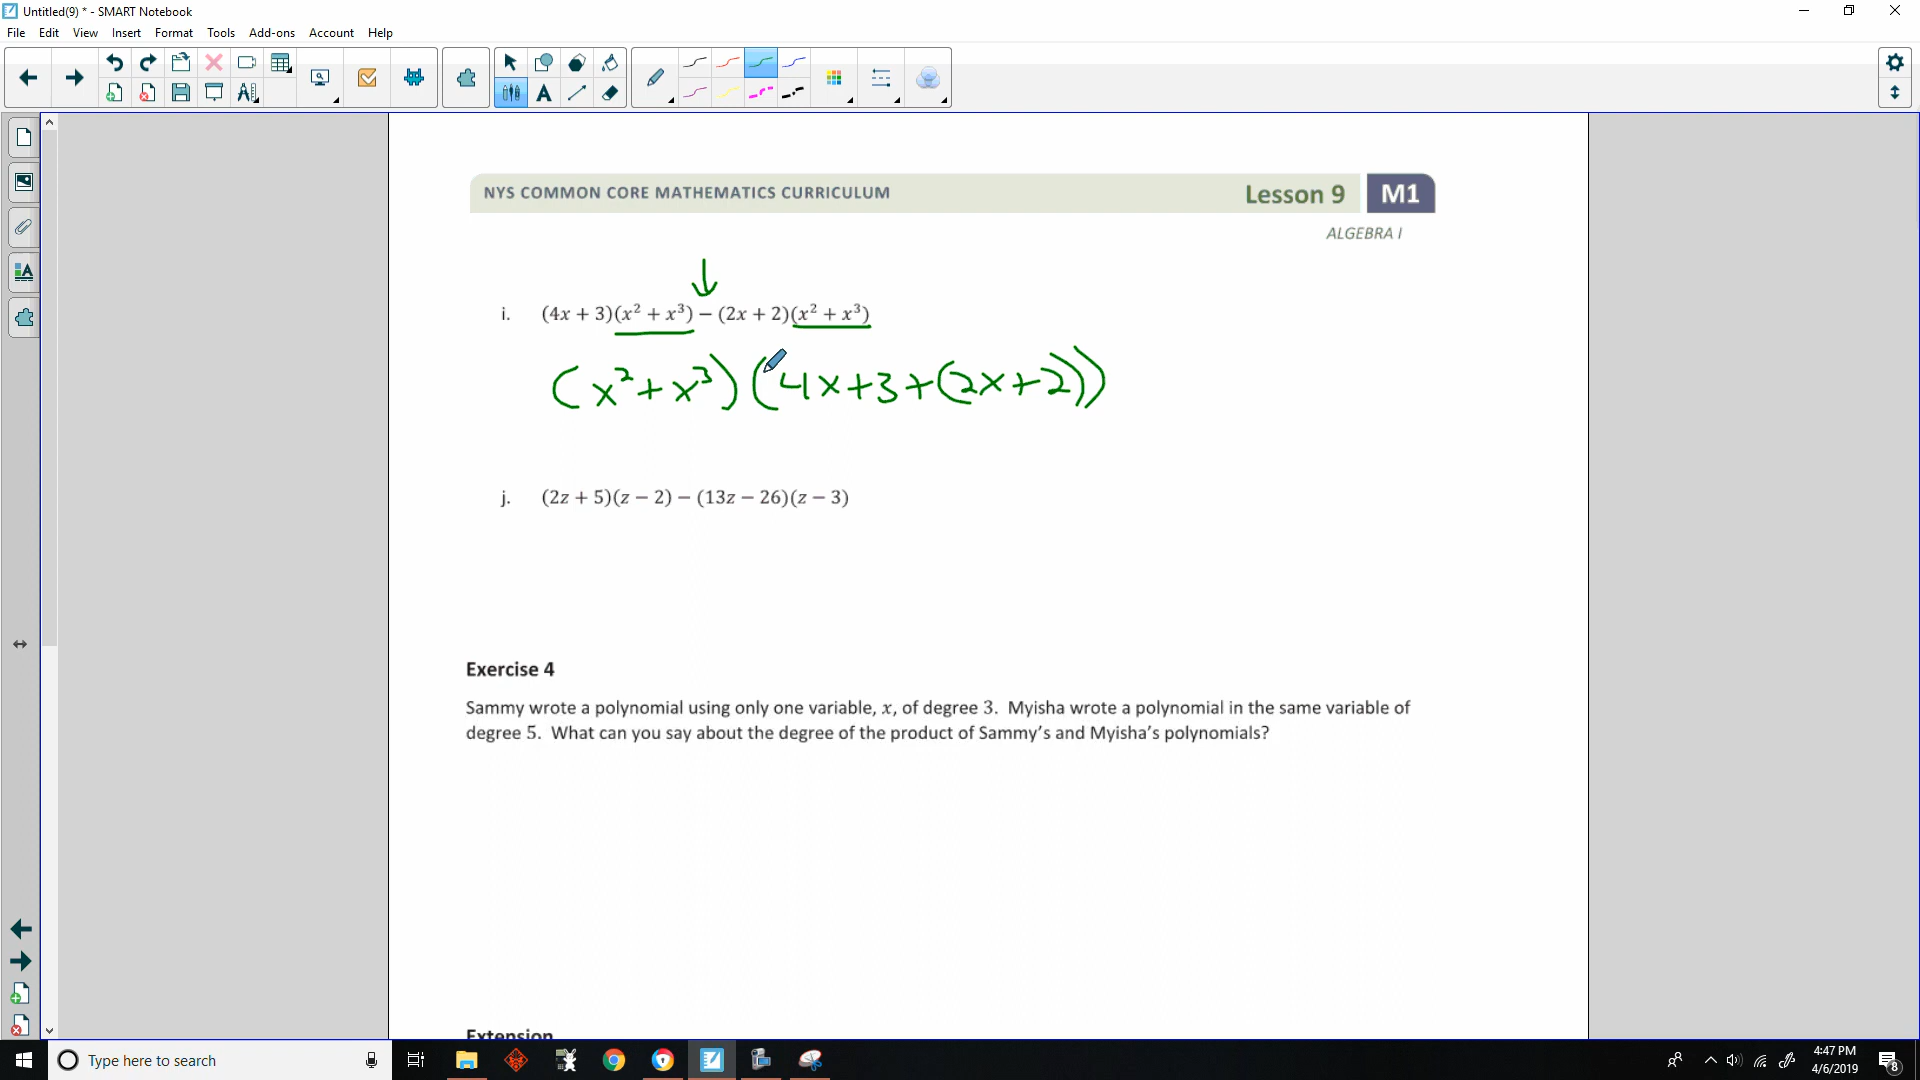 Untitled(9) * - SMART Notebook
File Edit View Insert Format Tools Add-ons Account Help
NYS COMMON CORE MATHEMATICS CURRICULUM Lesson 9 M1
ALGEBRA I
i. (4x + 3)(x² + x³) − (2x + 2)(x² + x³)
(x²+x³)(4x+3+(2x+2))
j. (2z + 5)(z − 2) − (13z − 26)(z − 3)
Exercise 4
Sammy wrote a polynomial using only one variable, x, of degree 3. Myisha wrote a polynomial in the same variable of
degree 5. What can you say about the degree of the product of Sammy’s and Myisha’s polynomials?
Extension
Type here to search
4:47 PM
4/6/2019
8